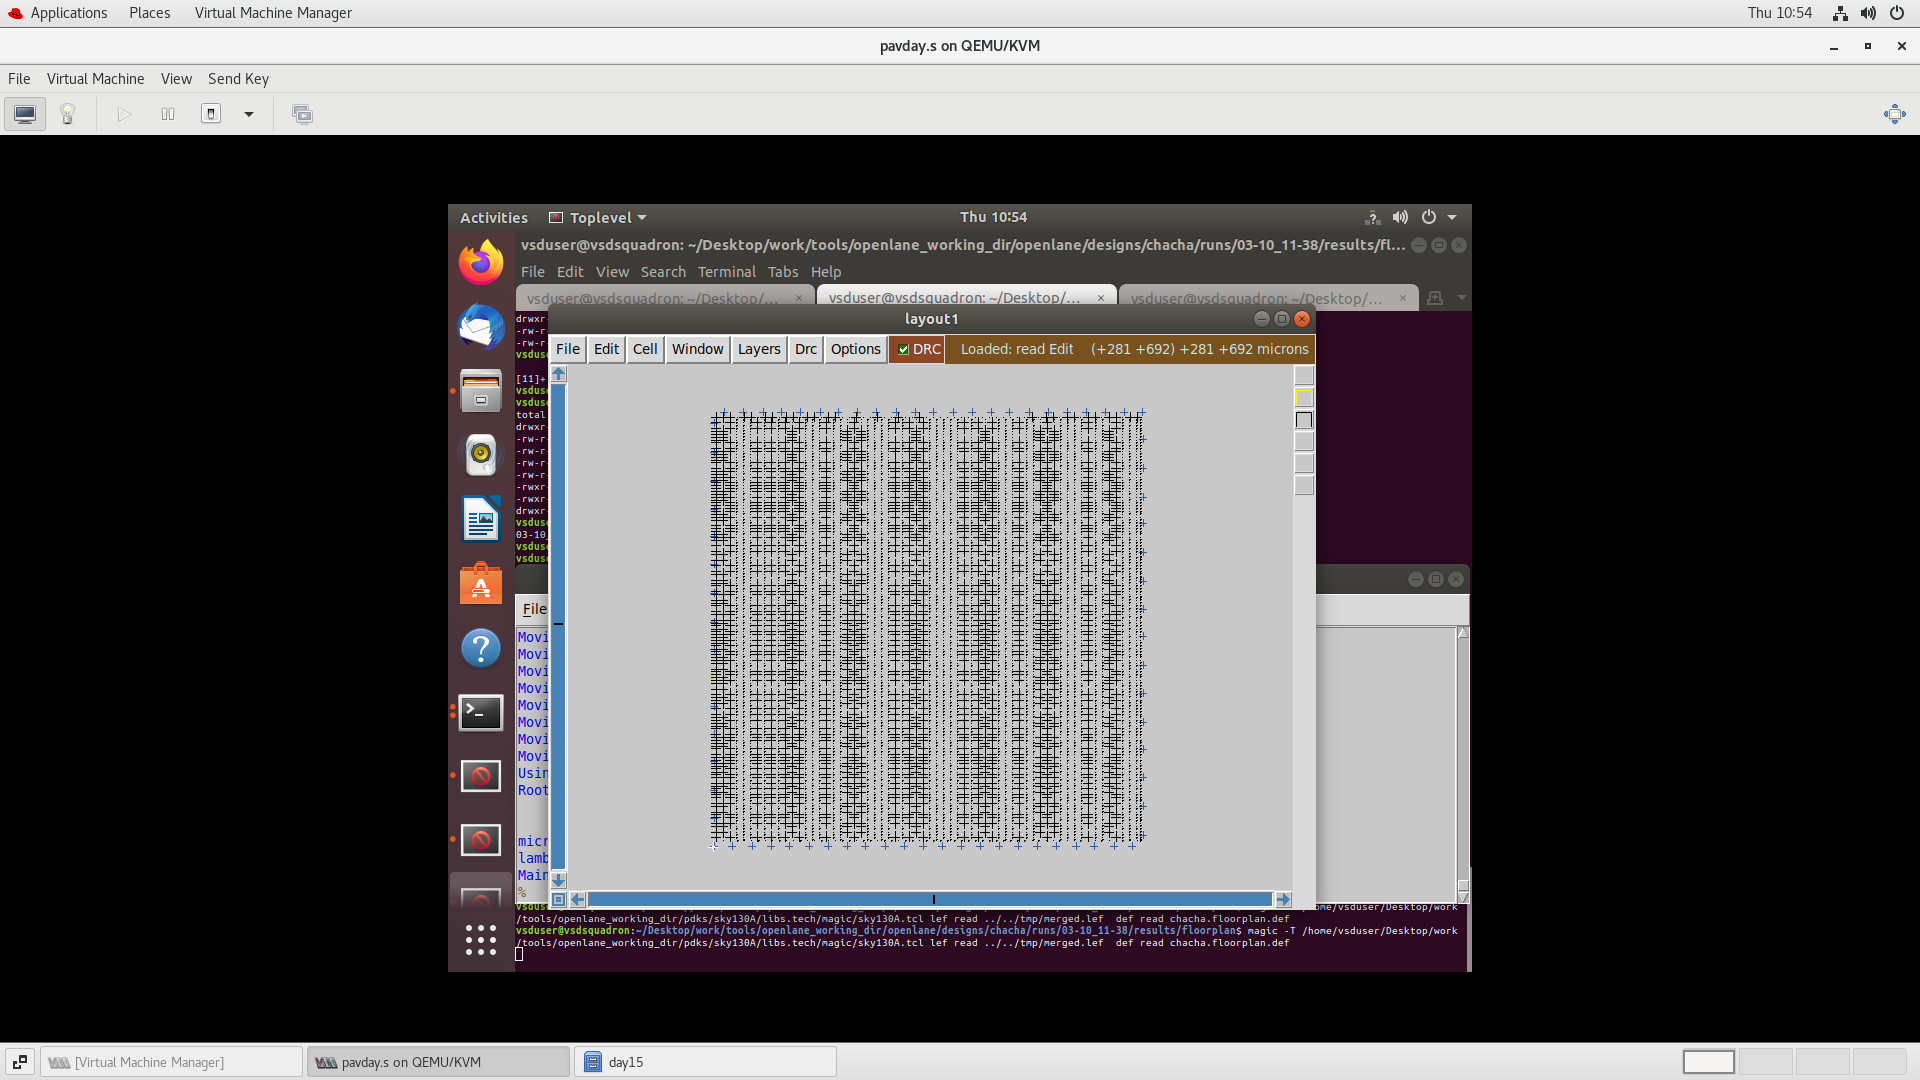 Applications Places Virtual Machine Manager Thu 10:54
pavday.s on QEMU/KVM
File Virtual Machine View Send Key
Activities Toplevel Thu 10:54
vsduser@vsdsquadron: ~/Desktop/work/tools/openlane_working_dir/openlane/designs/chacha/runs/03-10_11-38/results/fl...
File Edit View Search Terminal Tabs Help
vsduser@vsdsquadron: ~/Desktop/... × vsduser@vsdsquadron: ~/Desktop/... × vsduser@vsdsquadron: ~/Desktop/... ×
drwxr
-rw-r
-rw-r
vsdus
[11]+
vsdus
vsdus
total
drwxr
-rw-r
-rw-r
-rw-r
-rw-r
-rwxr
-rwxr
drwxr
vsdus
03-10
vsdus
vsdus
layout1
File Edit Cell Window Layers Drc Options DRC Loaded: read Edit (+281 +692) +281 +692 microns
File
Movi
Movi
Movi
Movi
Movi
Movi
Movi
Movi
Usin
Root
micr
lamb
Main
%
/tools/openlane_working_dir/pdks/sky130A/libs.tech/magic/sky130A.tcl lef read ../../tmp/merged.lef def read chacha.floorplan.def
vsduser@vsdsquadron:~/Desktop/work/tools/openlane_working_dir/openlane/designs/chacha/runs/03-10_11-38/results/floorplan$ magic -T /home/vsduser/Desktop/work
/tools/openlane_working_dir/pdks/sky130A/libs.tech/magic/sky130A.tcl lef read ../../tmp/merged.lef def read chacha.floorplan.def
[Virtual Machine Manager] pavday.s on QEMU/KVM day15